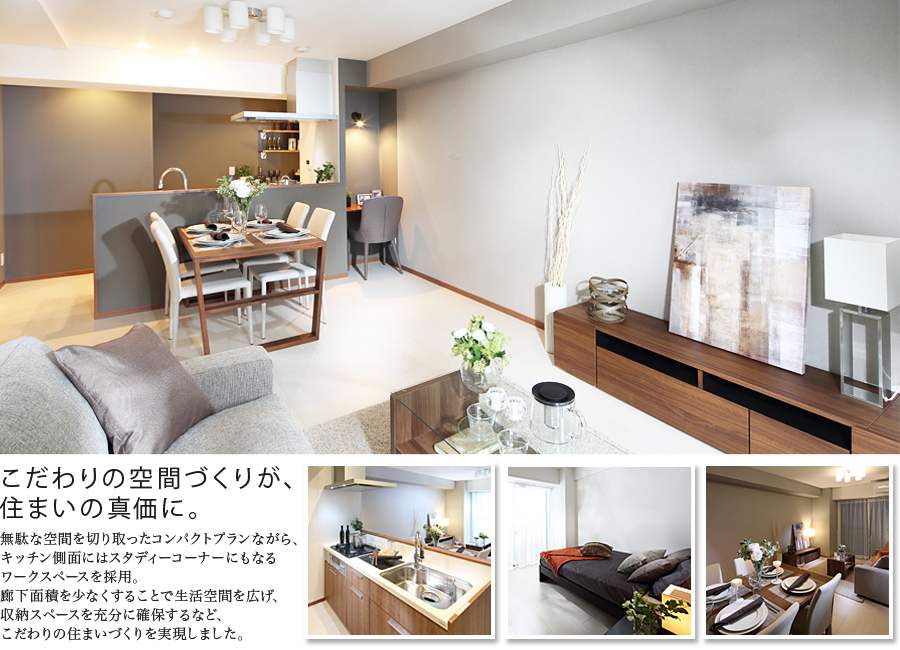 こだわりの空間づくりが、
住まいの真価に。
無駄な空間を切り取ったコンパクトプランながら、
キッチン側面にはスタディーコーナーにもなる
ワークスペースを採用。
廊下面積を少なくすることで生活空間を広げ、
収納スペースを充分に確保するなど、
こだわりの住まいづくりを実現しました。